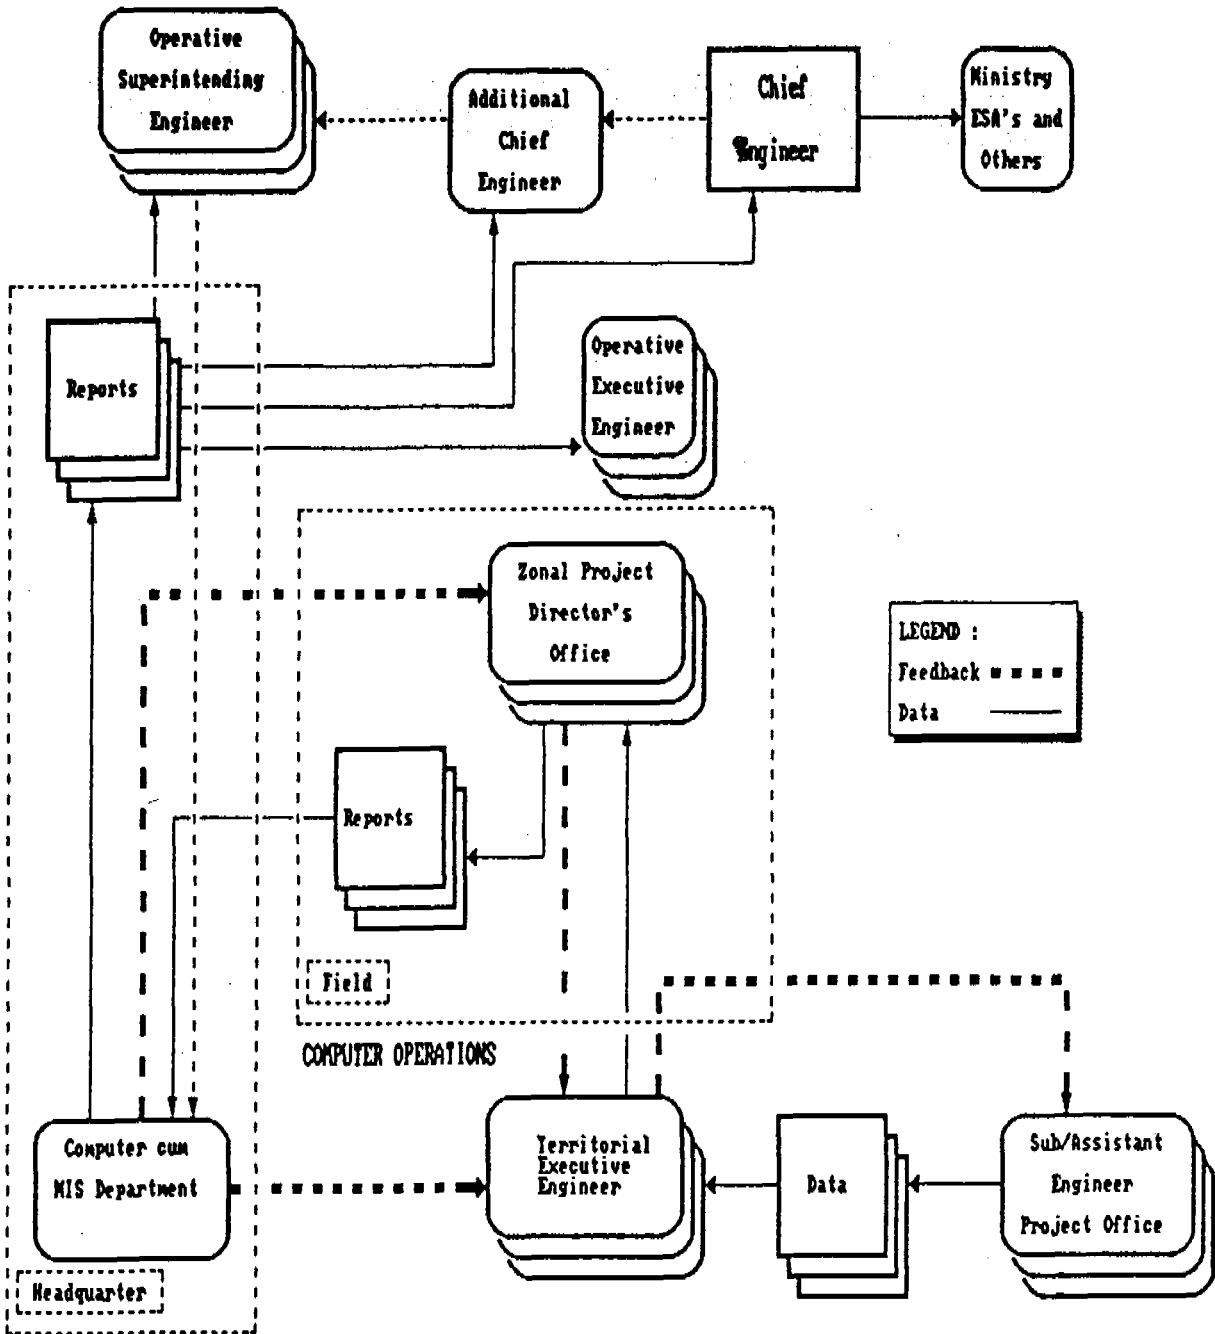 Operative
Superintending
Engineer
Additional
Chief
Engineer
Chief
Engineer
Ministry
ESA's and
Others
Reports
Operative
Executive
Engineer
Zonal Project
Director's
Office
LEGEND :
Feedback
Data
Reports
Field
COMPUTER OPERATIONS
Computer cum
MIS Department
Territorial
Executive
Engineer
Data
Sub/Assistant
Engineer
Project Office
Headquarter